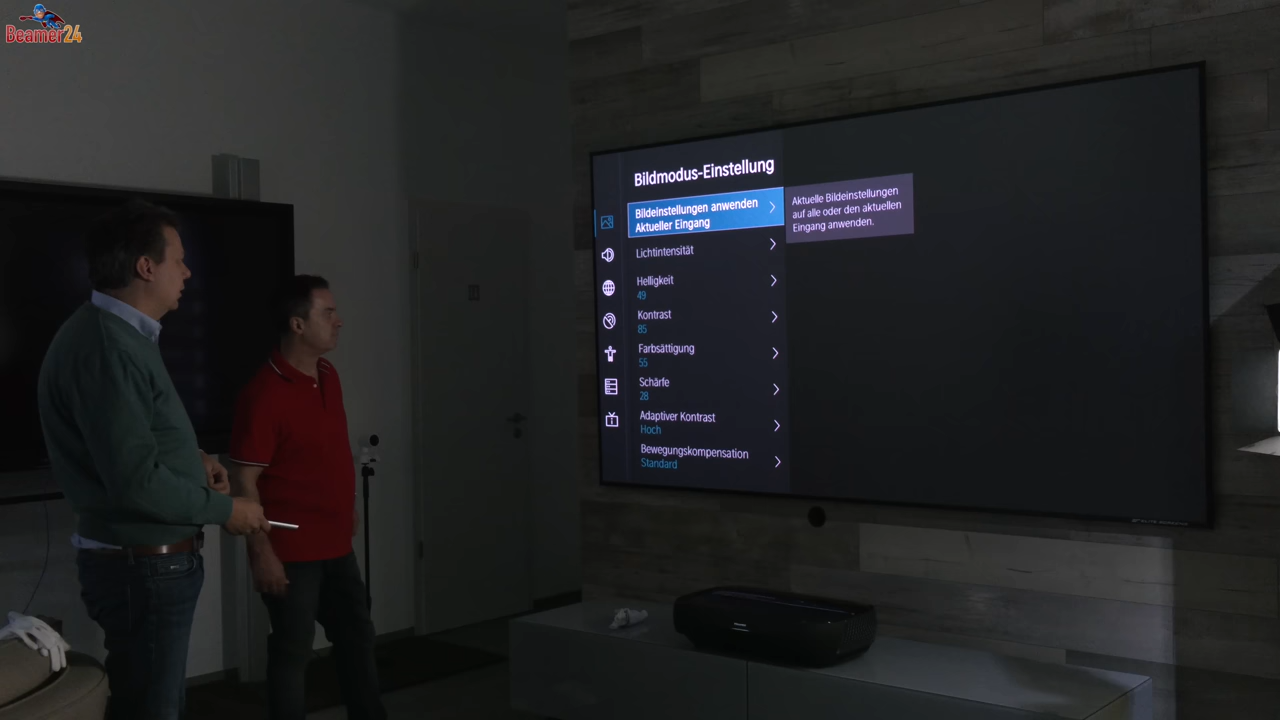 Beamer24
Bildmodus-Einstellung
Bildeinstellungen anwenden
Aktueller Eingang
Aktuelle Bildeinstellungen
auf alle oder den aktuellen
Eingang anwenden.
Lichtintensität
Helligkeit
49
Kontrast
85
Farbsättigung
55
Schärfe
28
Adaptiver Kontrast
Hoch
Bewegungskompensation
Standard